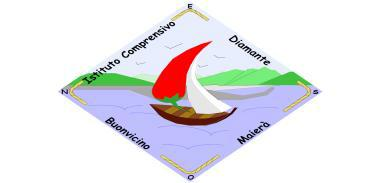 E
Istituto Comprensivo
Diamante
N
S
Buonvicino
Maierà
O